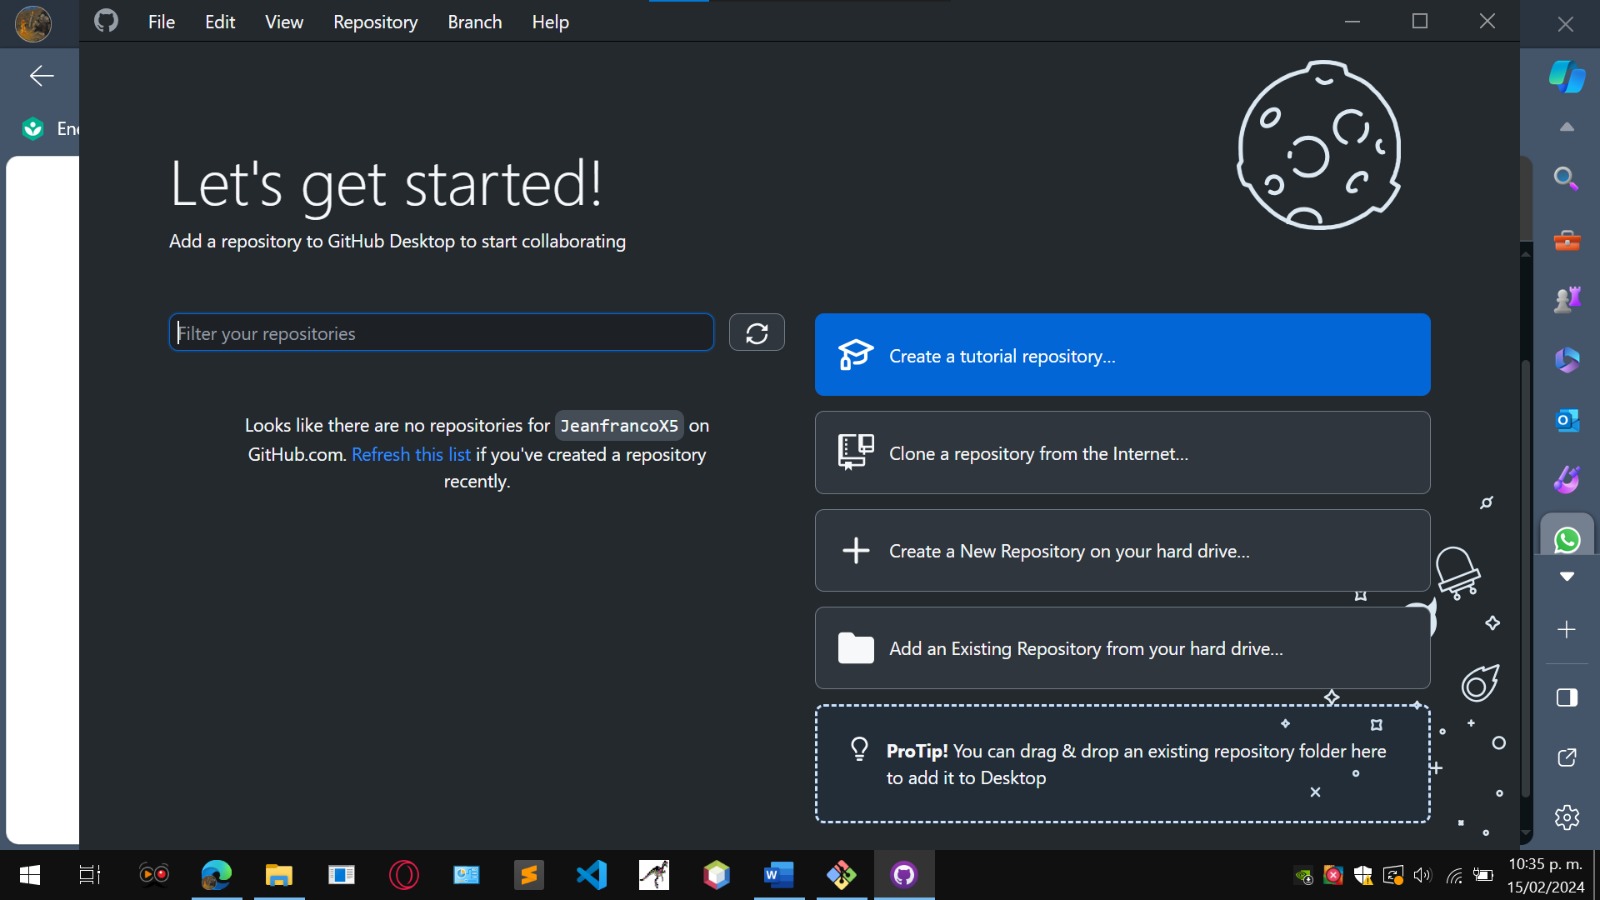 File Edit View Repository Branch Help
Let's get started!
Add a repository to GitHub Desktop to start collaborating
Filter your repositories
Looks like there are no repositories for JeanfrancoX5 on
GitHub.com. Refresh this list if you've created a repository
recently.
Create a tutorial repository...
Clone a repository from the Internet...
Create a New Repository on your hard drive...
Add an Existing Repository from your hard drive...
ProTip! You can drag & drop an existing repository folder here
to add it to Desktop
10:35 p. m.
15/02/2024